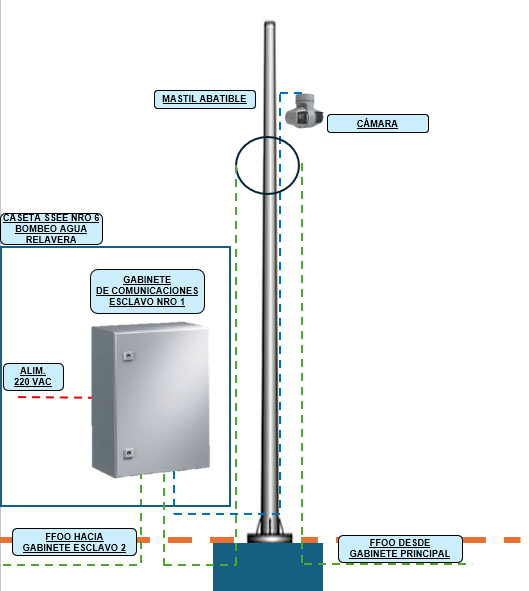 MASTIL ABATIBLE
CÁMARA
CASETA SSEE NRO 6
BOMBEO AGUA
RELAVERA
GABINETE
DE COMUNICACIONES
ESCLAVO NRO 1
ALIM.
220 VAC
FFOO HACIA
GABINETE ESCLAVO 2
FFOO DESDE
GABINETE PRINCIPAL